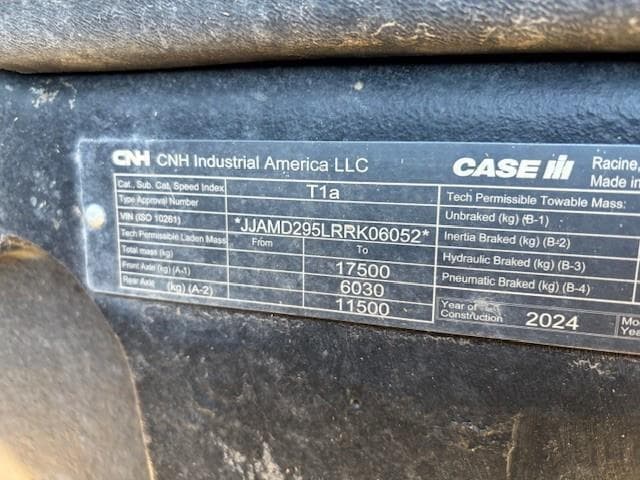 CNH CNH Industrial America LLC
CASE IH Racine,
Made in
Cat., Sub. Cat, Speed Index T1a
Type Approval Number
VIN (ISO 10261) *JJAMD295LRRK06052*
Tech Permissible Laden Mass From To
Total mass (kg) 17500
Front Axle (kg) (A-1) 6030
Rear Axle (kg) (A-2) 11500
Tech Permissible Towable Mass:
Unbraked (kg) (B-1)
Inertia Braked (kg) (B-2)
Hydraulic Braked (kg) (B-3)
Pneumatic Braked (kg) (B-4)
Year of
Construction 2024
Mo
Yea